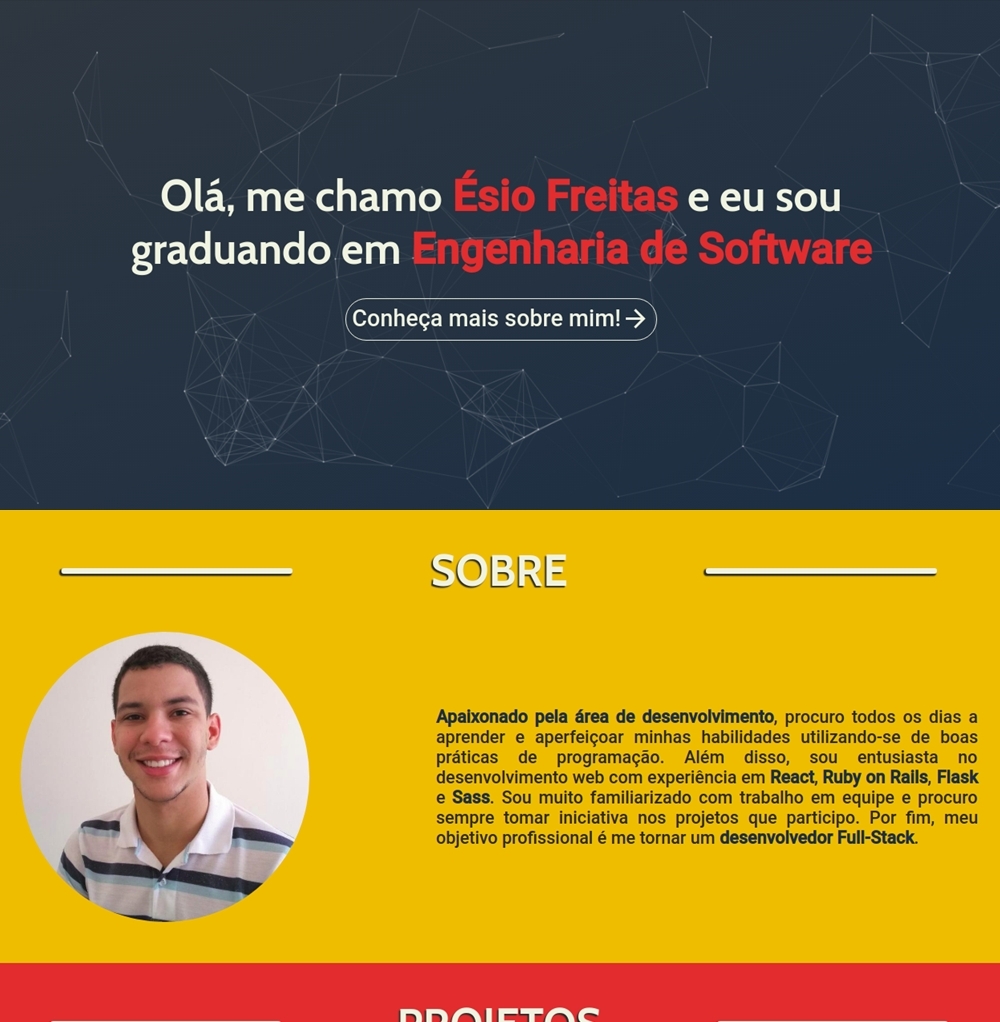 Olá, me chamo Ésio Freitas e eu sou
graduando em Engenharia de Software
Conheça mais sobre mim!
SOBRE
Apaixonado pela área de desenvolvimento, procuro todos os dias a
aprender e aperfeiçoar minhas habilidades utilizando-se de boas
práticas de programação. Além disso, sou entusiasta no
desenvolvimento web com experiência em React, Ruby on Rails, Flask
e Sass. Sou muito familiarizado com trabalho em equipe e procuro
sempre tomar iniciativa nos projetos que participo. Por fim, meu
objetivo profissional é me tornar um desenvolvedor Full-Stack.
PROJETOS